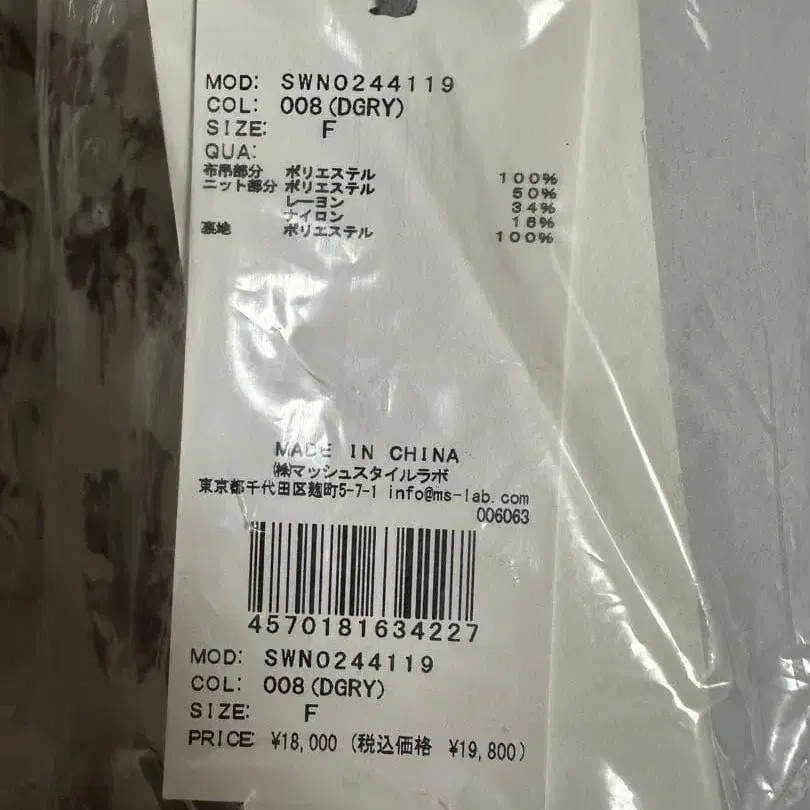 MOD: SWN0244119
COL: 008(DGRY)
SIZE: F
QUA:
布帛部分 ポリエステル 100%
ニット部分 ポリエステル 50%
レーヨン 34%
ナイロン 16%
裏地 ポリエステル 100%
MADE IN CHINA
㈱マッシュスタイルラボ
東京都千代田区麹町5-7-1 info@ms-lab.com
006063
4570181634227
MOD: SWN0244119
COL: 008(DGRY)
SIZE: F
PRICE: ¥18,000 (税込価格 ¥19,800)